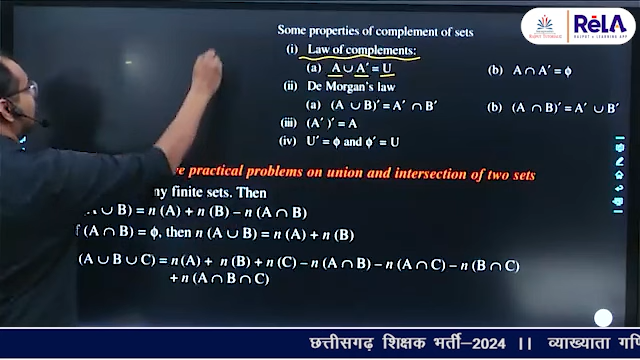 Some properties of complement of sets
(i) Law of complements:
(a) A ∪ A′ = U (b) A ∩ A′ = ϕ
(ii) De Morgan's law
(a) (A ∪ B)′ = A′ ∩ B′ (b) (A ∩ B)′ = A′ ∪ B′
(iii) (A′ )′ = A
(iv) U′ = ϕ and ϕ′ = U
practical problems on union and intersection of two sets
finite sets. Then
∪ B) = n (A) + n (B) – n (A ∩ B)
(A ∩ B) = ϕ, then n (A ∪ B) = n (A) + n (B)
(A ∪ B ∪ C) = n (A) + n (B) + n (C) – n (A ∩ B) – n (A ∩ C) – n (B ∩ C)
+ n (A ∩ B ∩ C)
RELA
छत्तीसगढ़ शिक्षक भर्ती–2024 || व्याख्याता